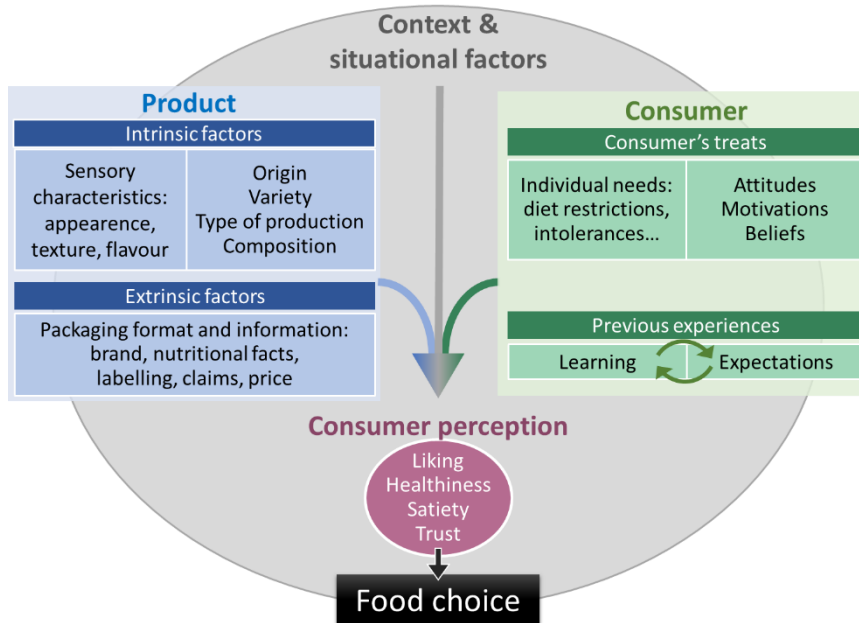 Context &
situational factors
Product
Intrinsic factors
Sensory
characteristics:
appearence,
texture, flavour
Origin
Variety
Type of production
Composition
Extrinsic factors
Packaging format and information:
brand, nutritional facts,
labelling, claims, price
Consumer
Consumer's treats
Individual needs:
diet restrictions,
intolerances...
Attitudes
Motivations
Beliefs
Previous experiences
Learning
Expectations
Consumer perception
Liking
Healthiness
Satiety
Trust
Food choice